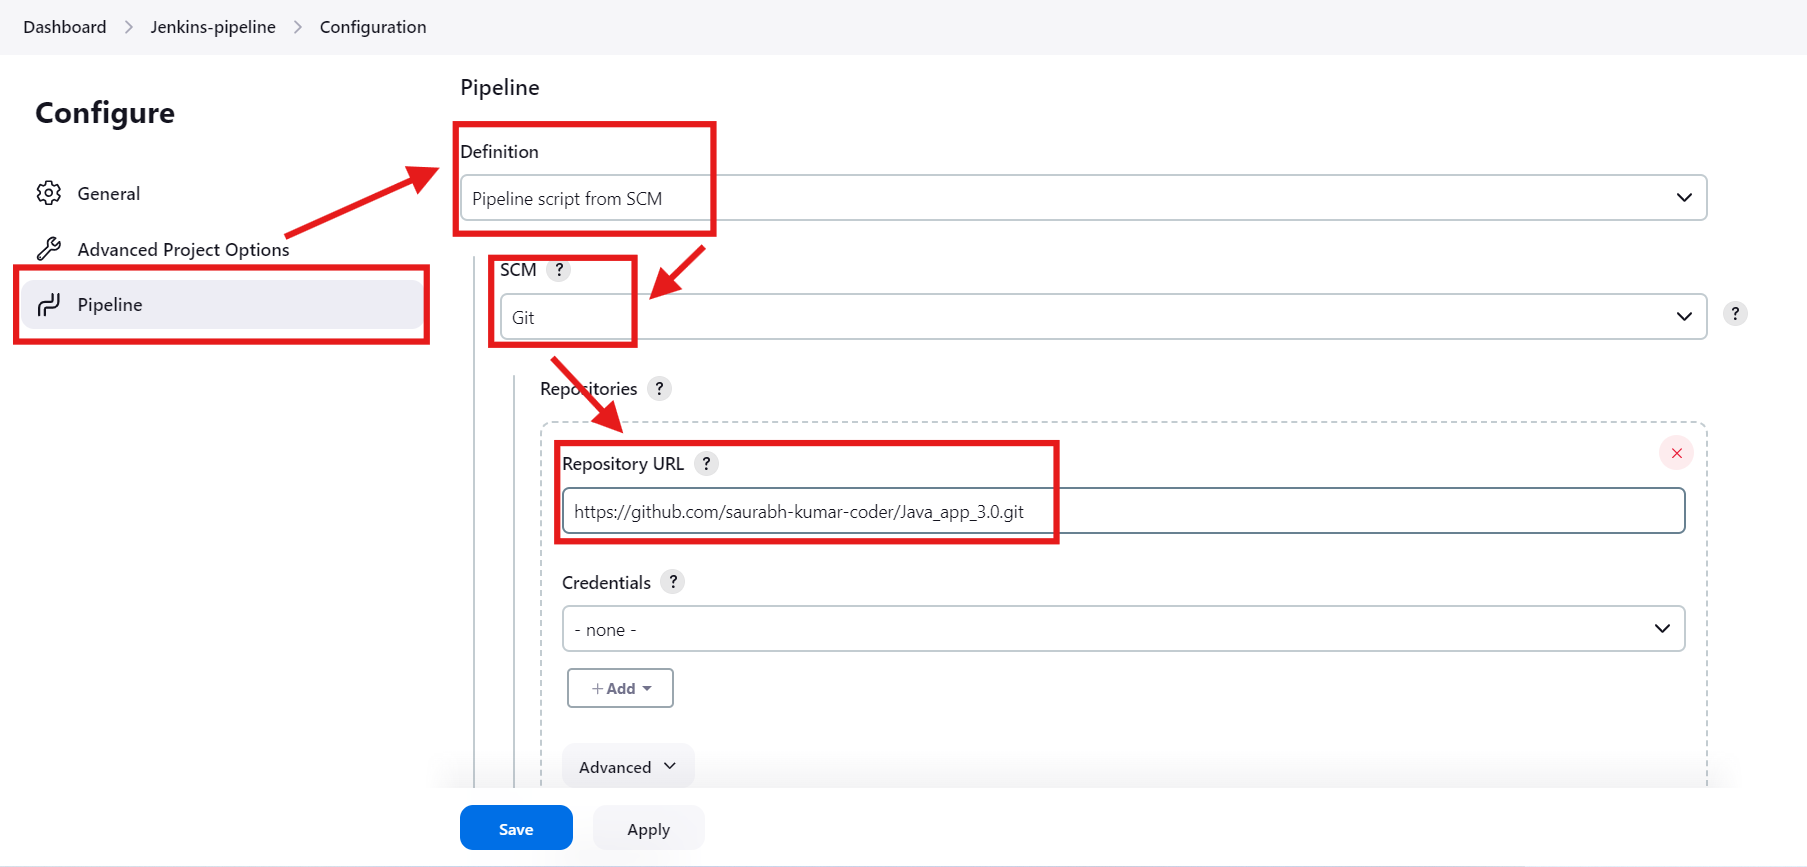 Dashboard > Jenkins-pipeline > Configuration
Configure
General
Advanced Project Options
Pipeline
Pipeline
Definition
Pipeline script from SCM
SCM ?
Git
?
Repositories ?
Repository URL ?
https://github.com/saurabh-kumar-coder/Java_app_3.0.git
Credentials ?
- none -
+ Add
Advanced
Save Apply